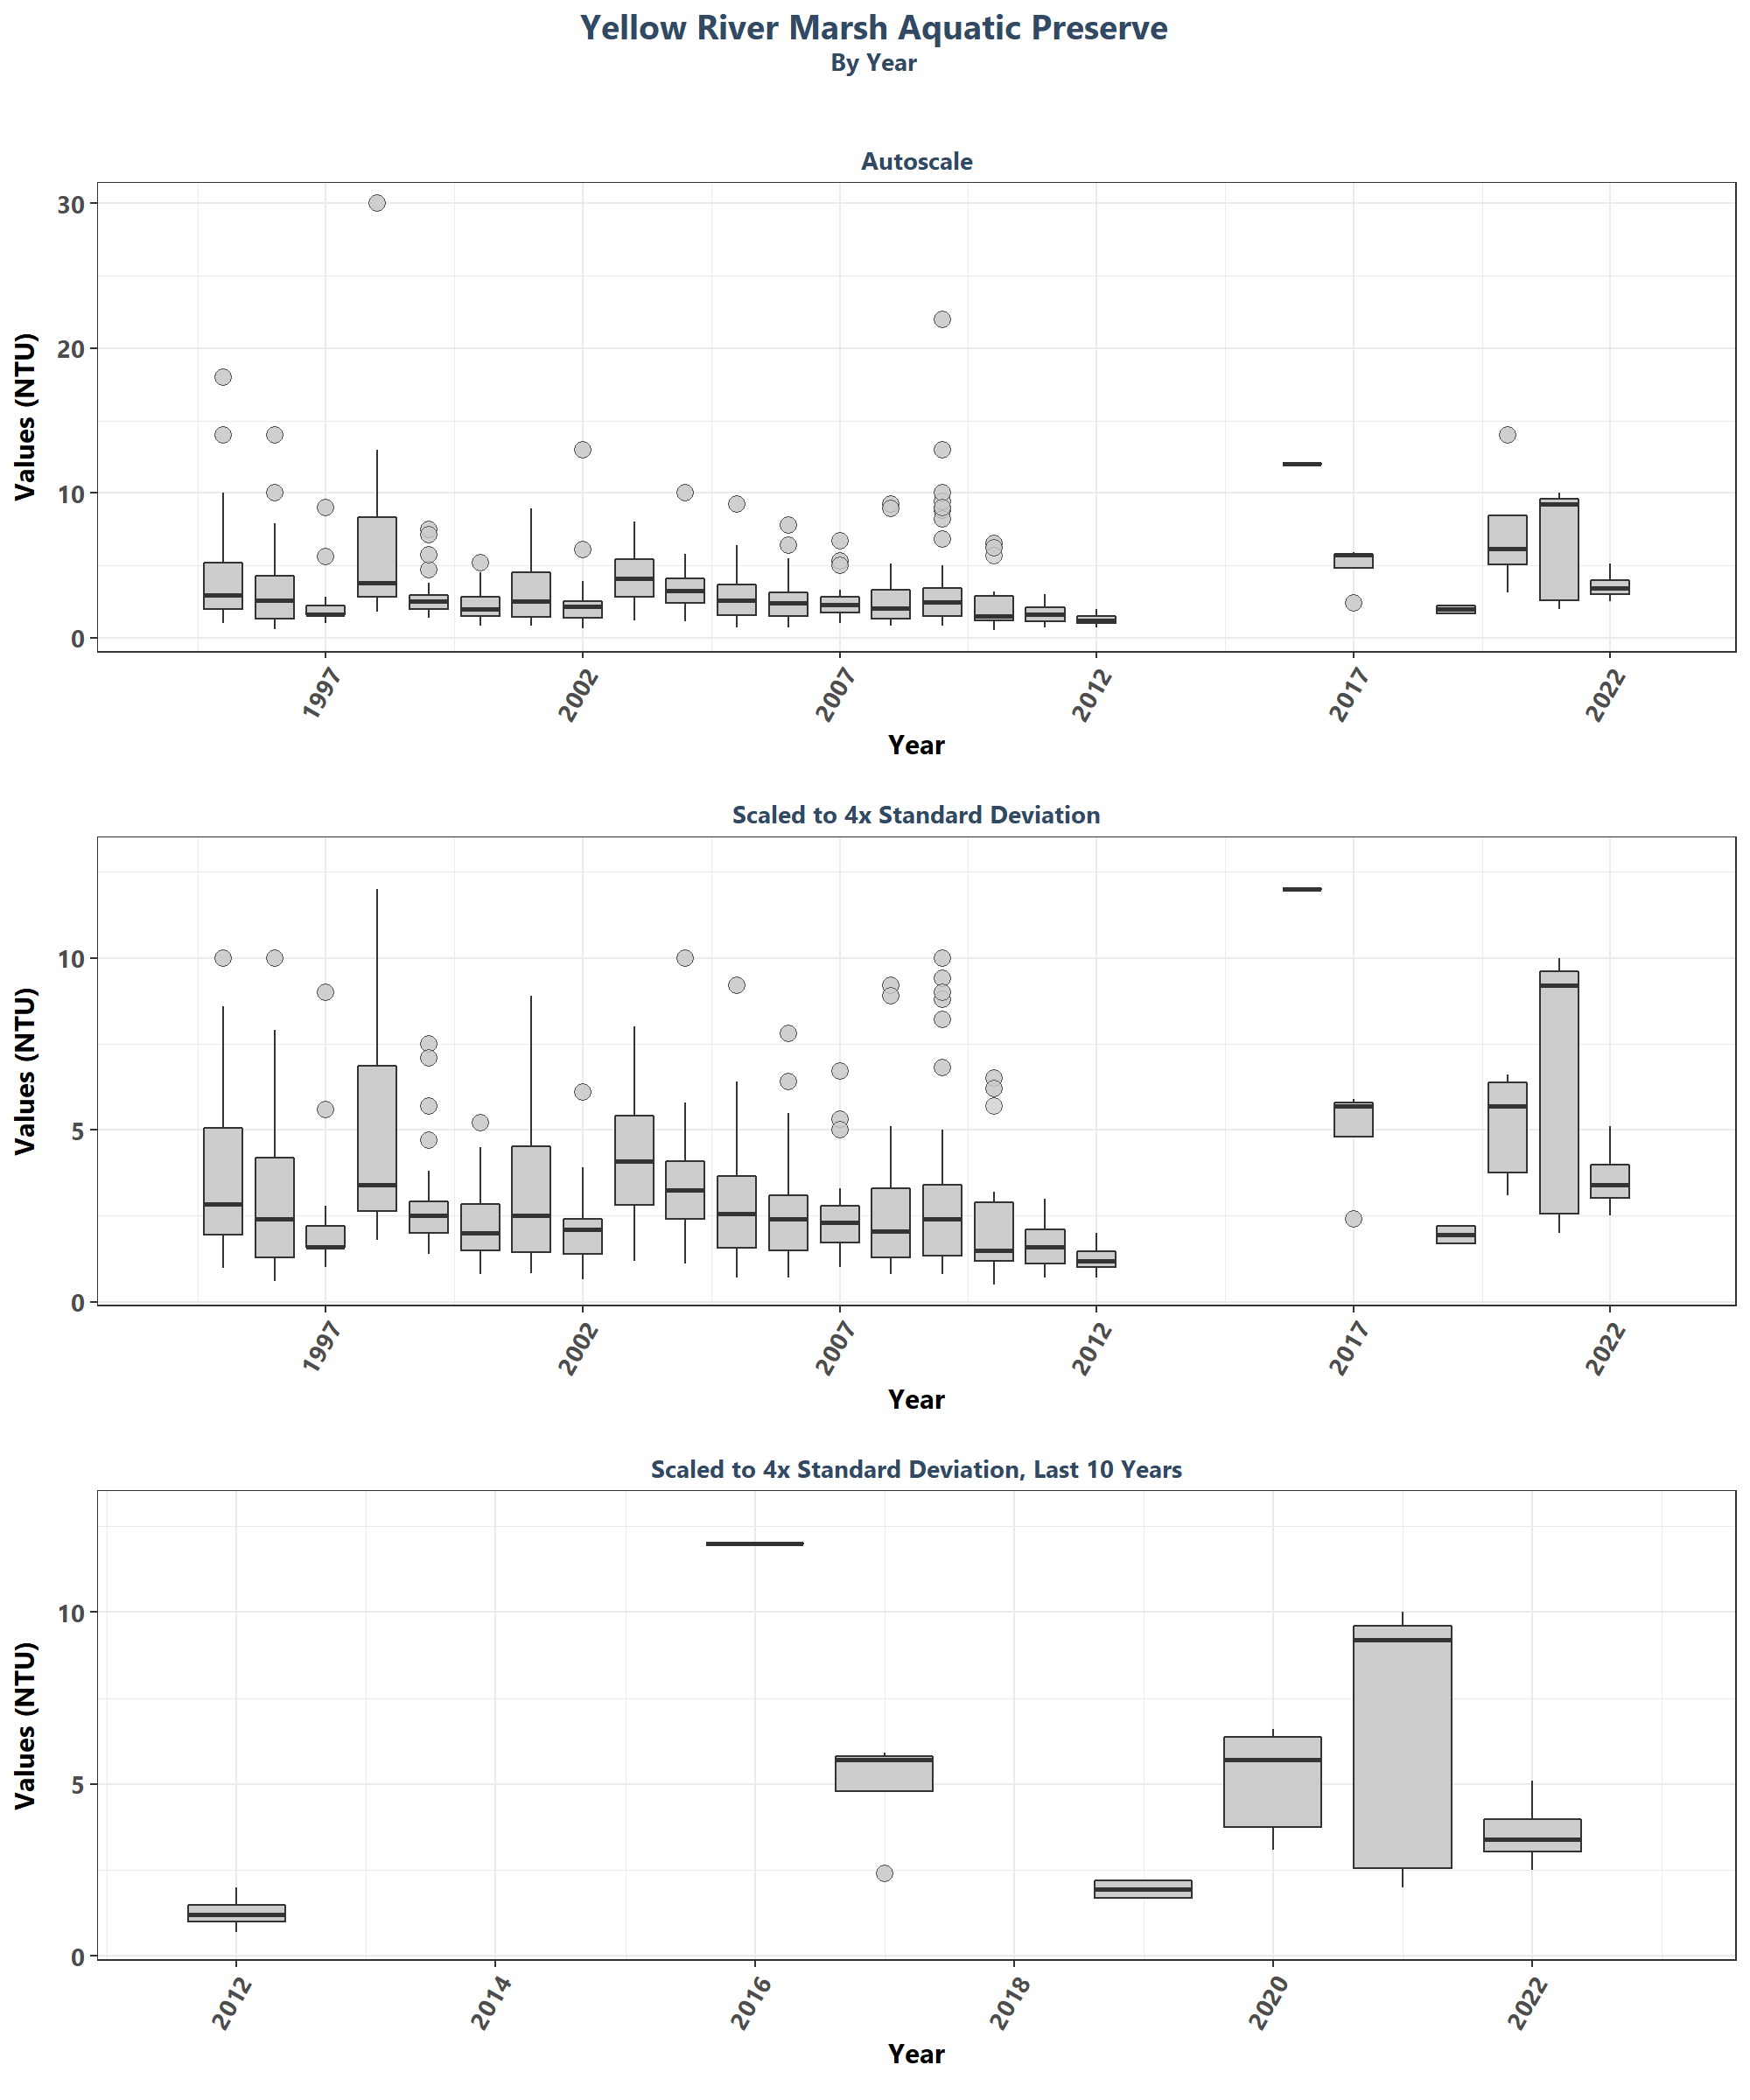 Yellow River Marsh Aquatic Preserve
By Year
Autoscale
Values (NTU)
30
20
10
0
1997 2002 2007 2012 2017 2022
Year
Scaled to 4x Standard Deviation
Values (NTU)
10
5
0
1997 2002 2007 2012 2017 2022
Year
Scaled to 4x Standard Deviation, Last 10 Years
Values (NTU)
10
5
0
2012 2014 2016 2018 2020 2022
Year